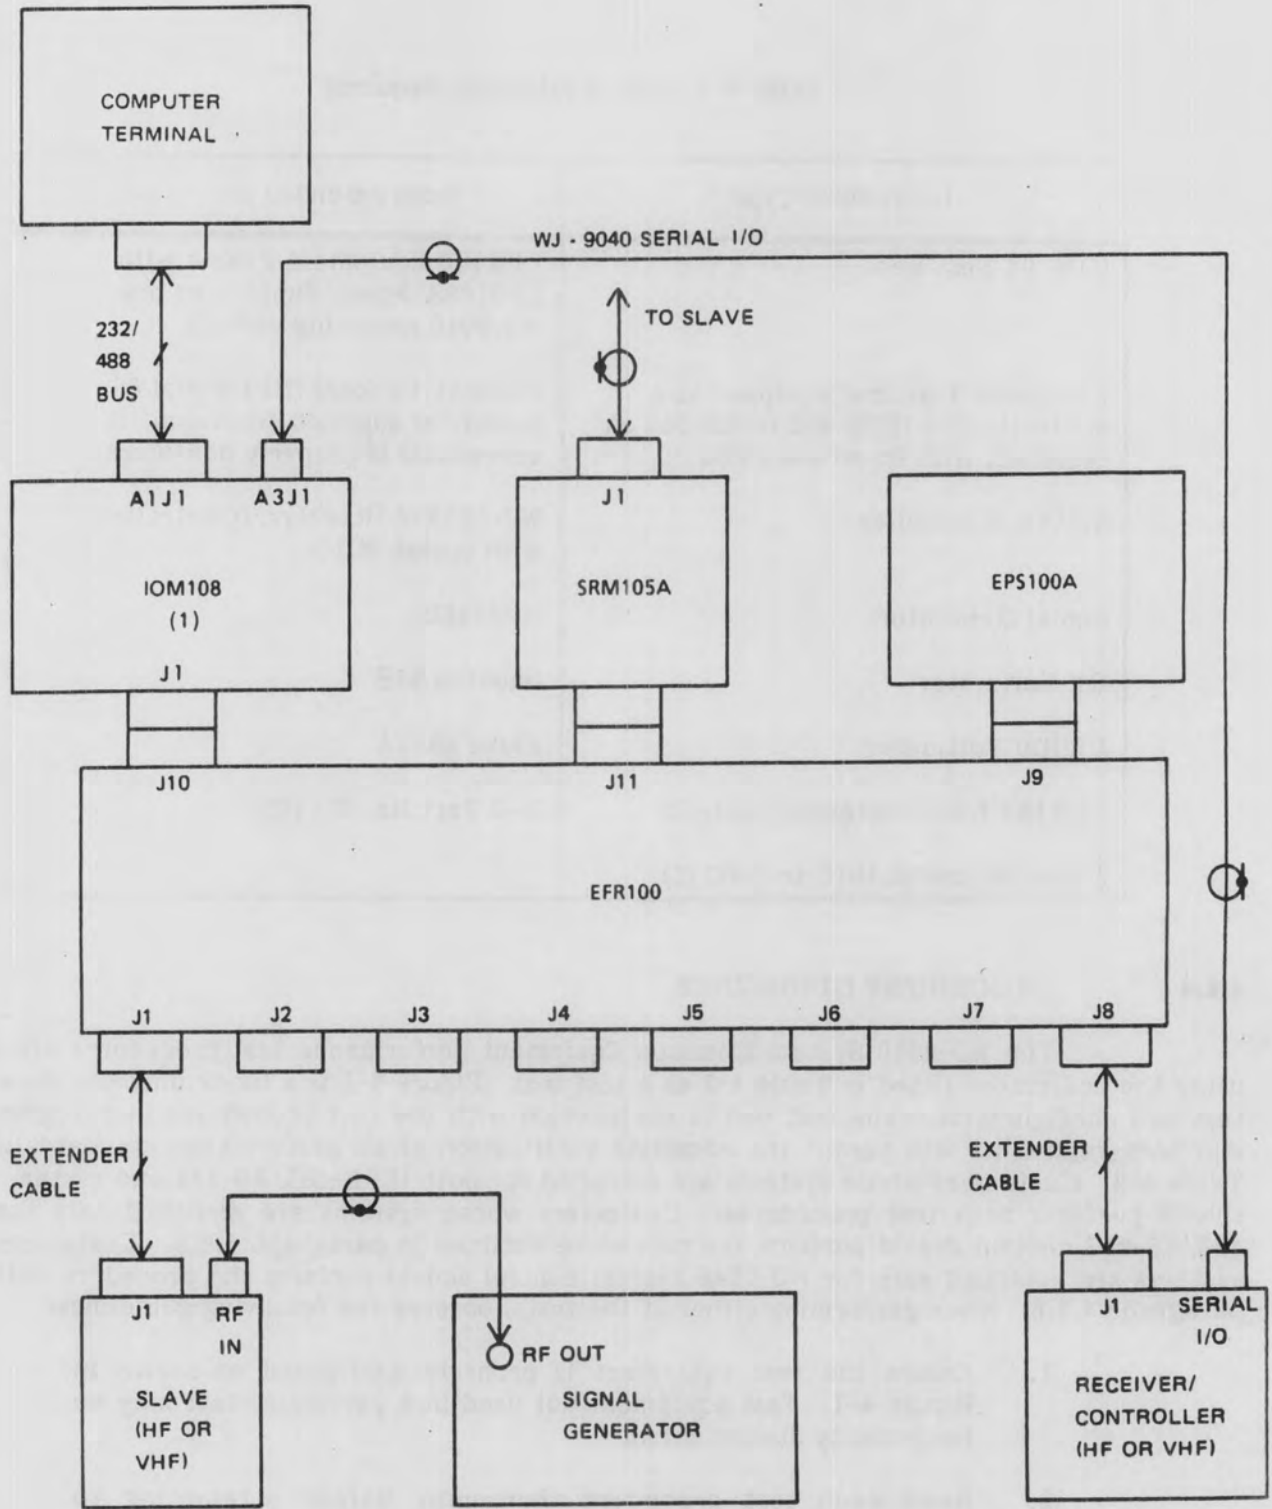 COMPUTER
TERMINAL
WJ - 9040 SERIAL I/O
TO SLAVE
232/
488
BUS
A1J1
A3J1
J1
IOM108
(1)
SRM105A
EPS100A
J1
J10
J11
J9
EFR100
J1
J2
J3
J4
J5
J6
J7
J8
EXTENDER
CABLE
EXTENDER
CABLE
J1
RF
IN
SLAVE
(HF OR
VHF)
RF OUT
SIGNAL
GENERATOR
J1
SERIAL
I/O
RECEIVER/
CONTROLLER
(HF OR VHF)